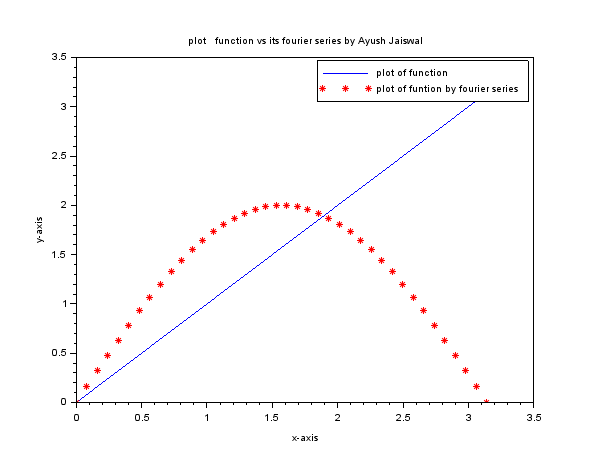 plot function vs its fourier series by Ayush Jaiswal
plot of function
plot of funtion by fourier series
3.5
3
2.5
2
1.5
1
0.5
0
y-axis
0 0.5 1 1.5 2 2.5 3 3.5
x-axis